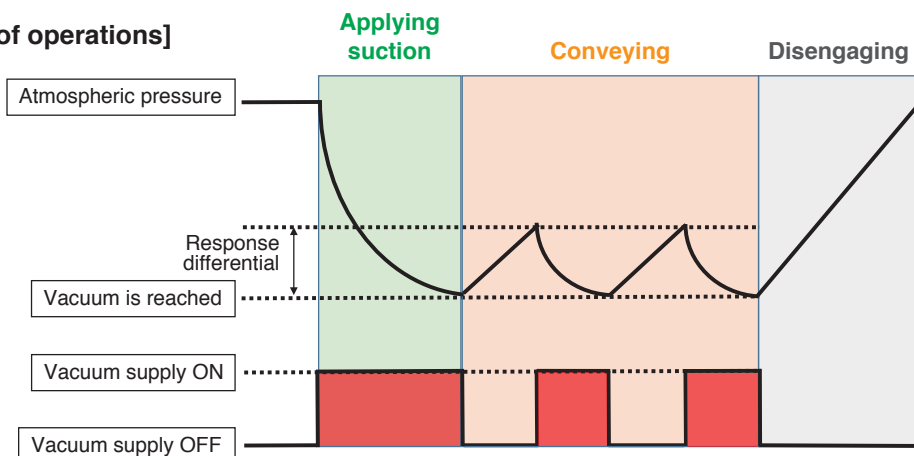 of operations]
Applying
suction
Conveying
Disengaging
Atmospheric pressure
Response
differential
Vacuum is reached
Vacuum supply ON
Vacuum supply OFF